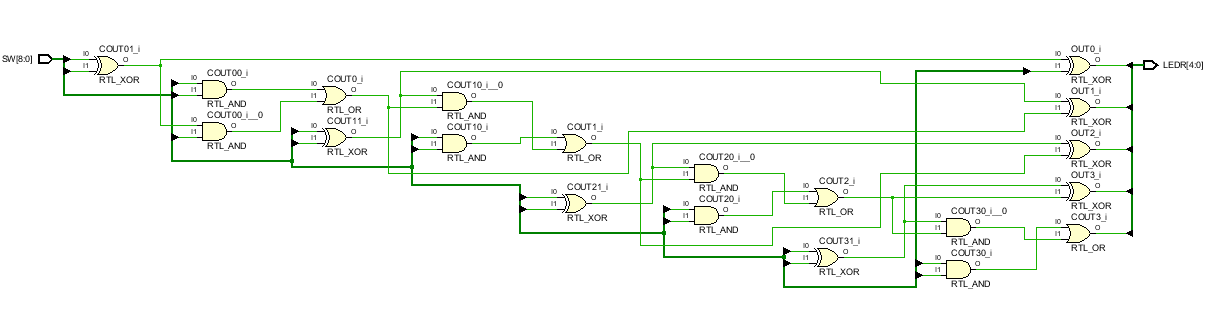 SW[8:0]
I0
I1
COUT01_i
O
RTL_XOR
I0
I1
COUT00_i
O
RTL_AND
I0
I1
COUT00_i__0
O
RTL_AND
I0
I1
COUT0_i
O
RTL_OR
I0
I1
COUT11_i
O
RTL_XOR
I0
I1
COUT10_i__0
O
RTL_AND
I0
I1
COUT10_i
O
RTL_AND
I0
I1
COUT1_i
O
RTL_OR
I0
I1
COUT21_i
O
RTL_XOR
I0
I1
COUT20_i__0
O
RTL_AND
I0
I1
COUT20_i
O
RTL_AND
I0
I1
COUT2_i
O
RTL_OR
I0
I1
COUT31_i
O
RTL_XOR
I0
I1
COUT30_i__0
O
RTL_AND
I0
I1
COUT30_i
O
RTL_AND
I0
I1
OUT0_i
O
RTL_XOR
I0
I1
OUT1_i
O
RTL_XOR
I0
I1
OUT2_i
O
RTL_XOR
I0
I1
OUT3_i
O
RTL_XOR
I0
I1
COUT3_i
O
RTL_OR
LEDR[4:0]